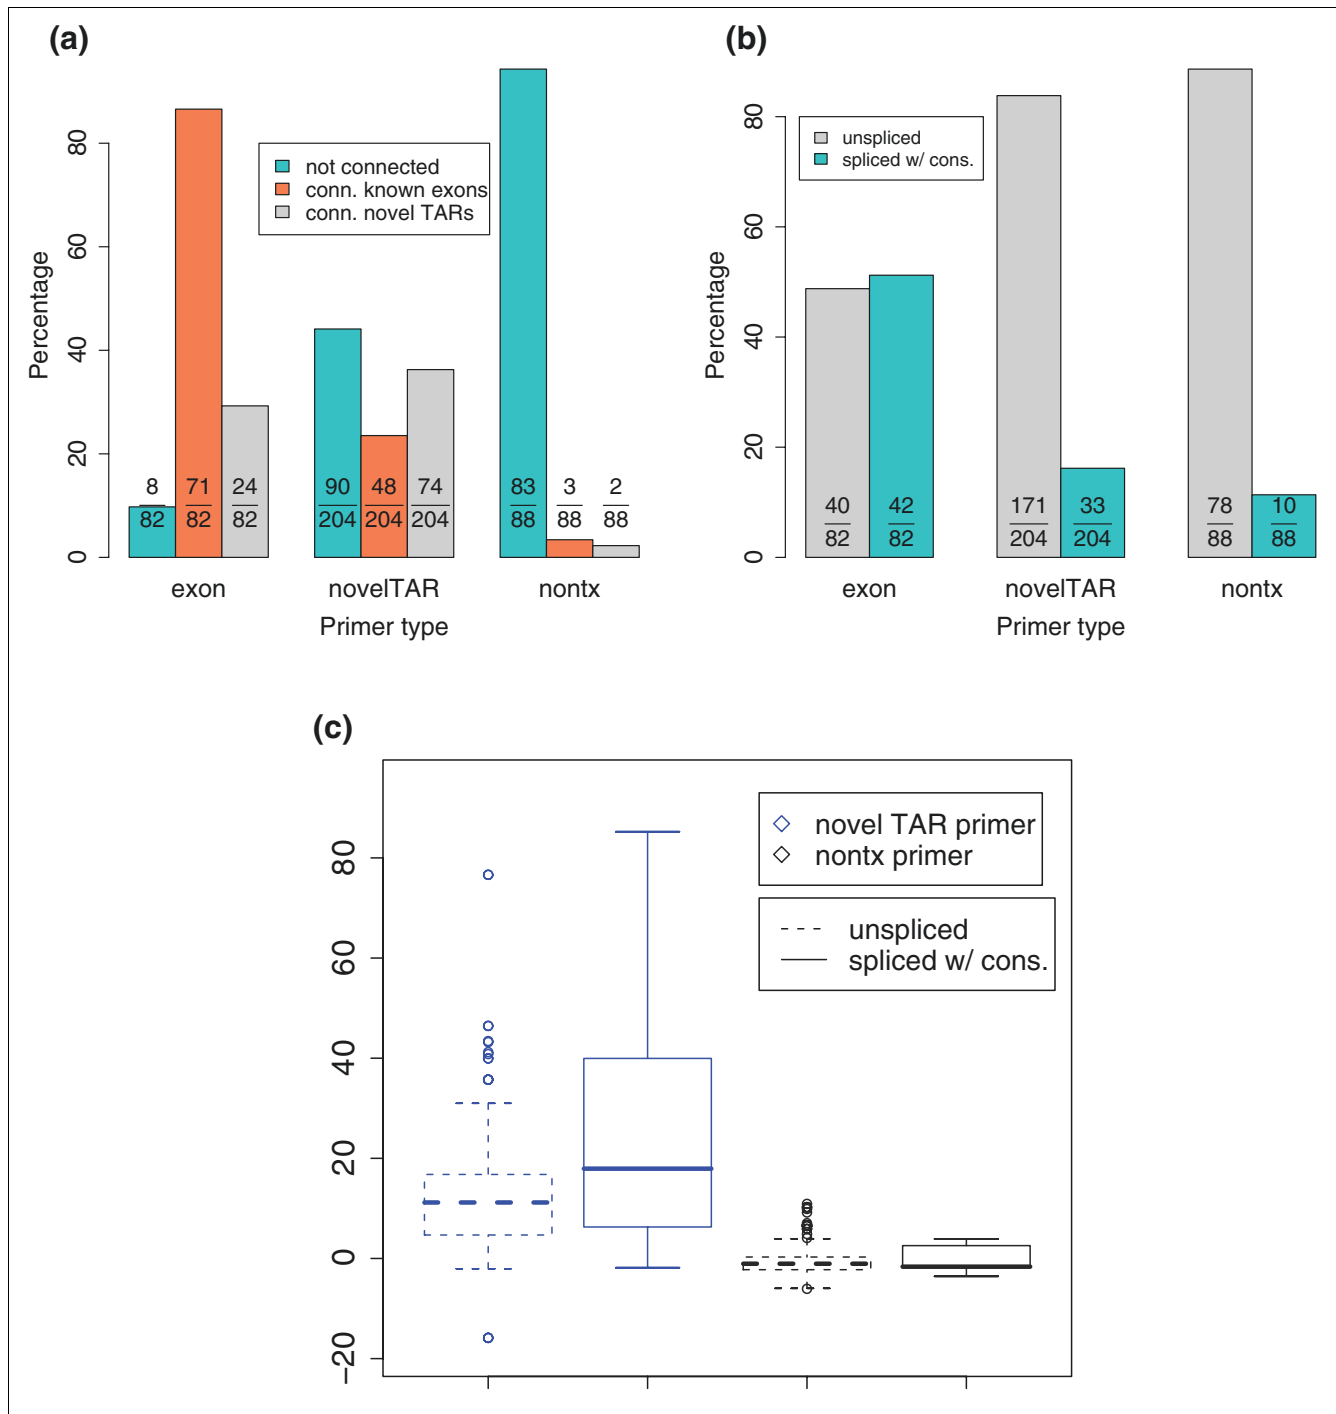 (a)
Percentage
0 20 40 60 80
not connected
conn. known exons
conn. novel TARs
8 71 24 90 48 74 83 3 2
82 82 82 204 204 204 88 88 88
exon novelTAR nontx
Primer type
(b)
Percentage
0 20 40 60 80
unspliced
spliced w/ cons.
40 42 171 33 78 10
82 82 204 204 88 88
exon novelTAR nontx
Primer type
(c)
−20 0 20 40 60 80
novel TAR primer
nontx primer
unspliced
spliced w/ cons.